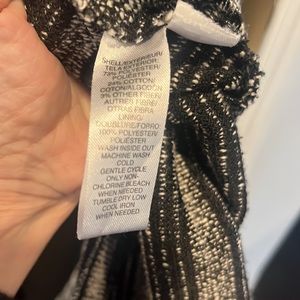 SHELL/EXTERIEUR/
TELA EXTERIOR:
73% POLYESTER/
POLIÉSTER
24% COTTON/
COTON/ALGODÓN
3% OTHER FIBER/
AUTRES FIBRE/
OTRAS FIBRA
LINING/
DOUBLURE/FORRO
100% POLYESTER/
POLIÉSTER
WASH INSIDE OUT
MACHINE WASH
COLD
GENTLE CYCLE
ONLY NON-
CHLORINE BLEACH
WHEN NEEDED
TUMBLE DRY LOW
COOL IRON
WHEN NEEDED